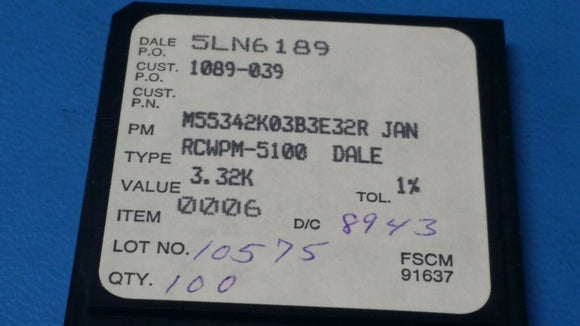 DALE P.O. 5LN6189
CUST. P.O. 1089-039
CUST. P.N.
PM M55342K03B3E32R JAN
TYPE RCWPM-5100 DALE
VALUE 3.32K TOL. 1%
ITEM 0006 D/C 8943
LOT NO. 10575 FSCM 91637
QTY. 100